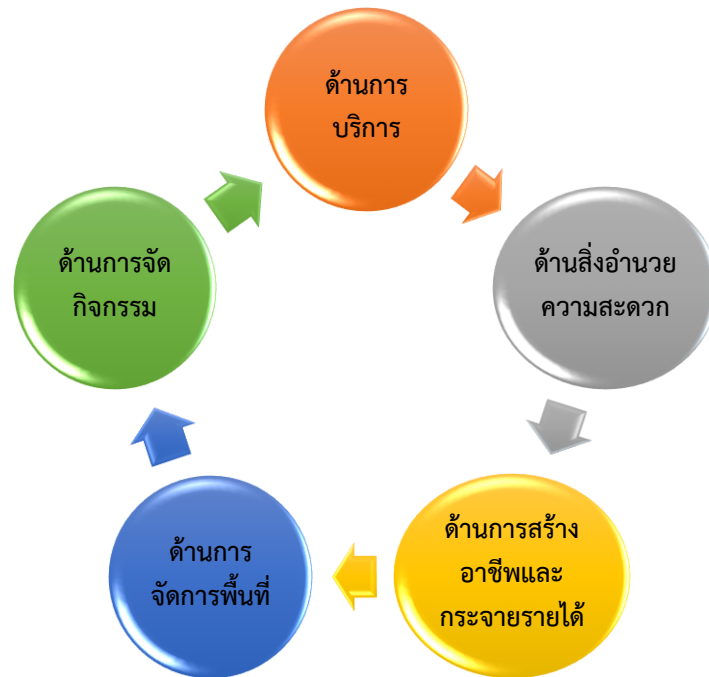 ด้านการ
บริการ
ด้านสิ่งอำนวย
ความสะดวก
ด้านการสร้าง
อาชีพและ
กระจายรายได้
ด้านการ
จัดการพื้นที่
ด้านการจัด
กิจกรรม